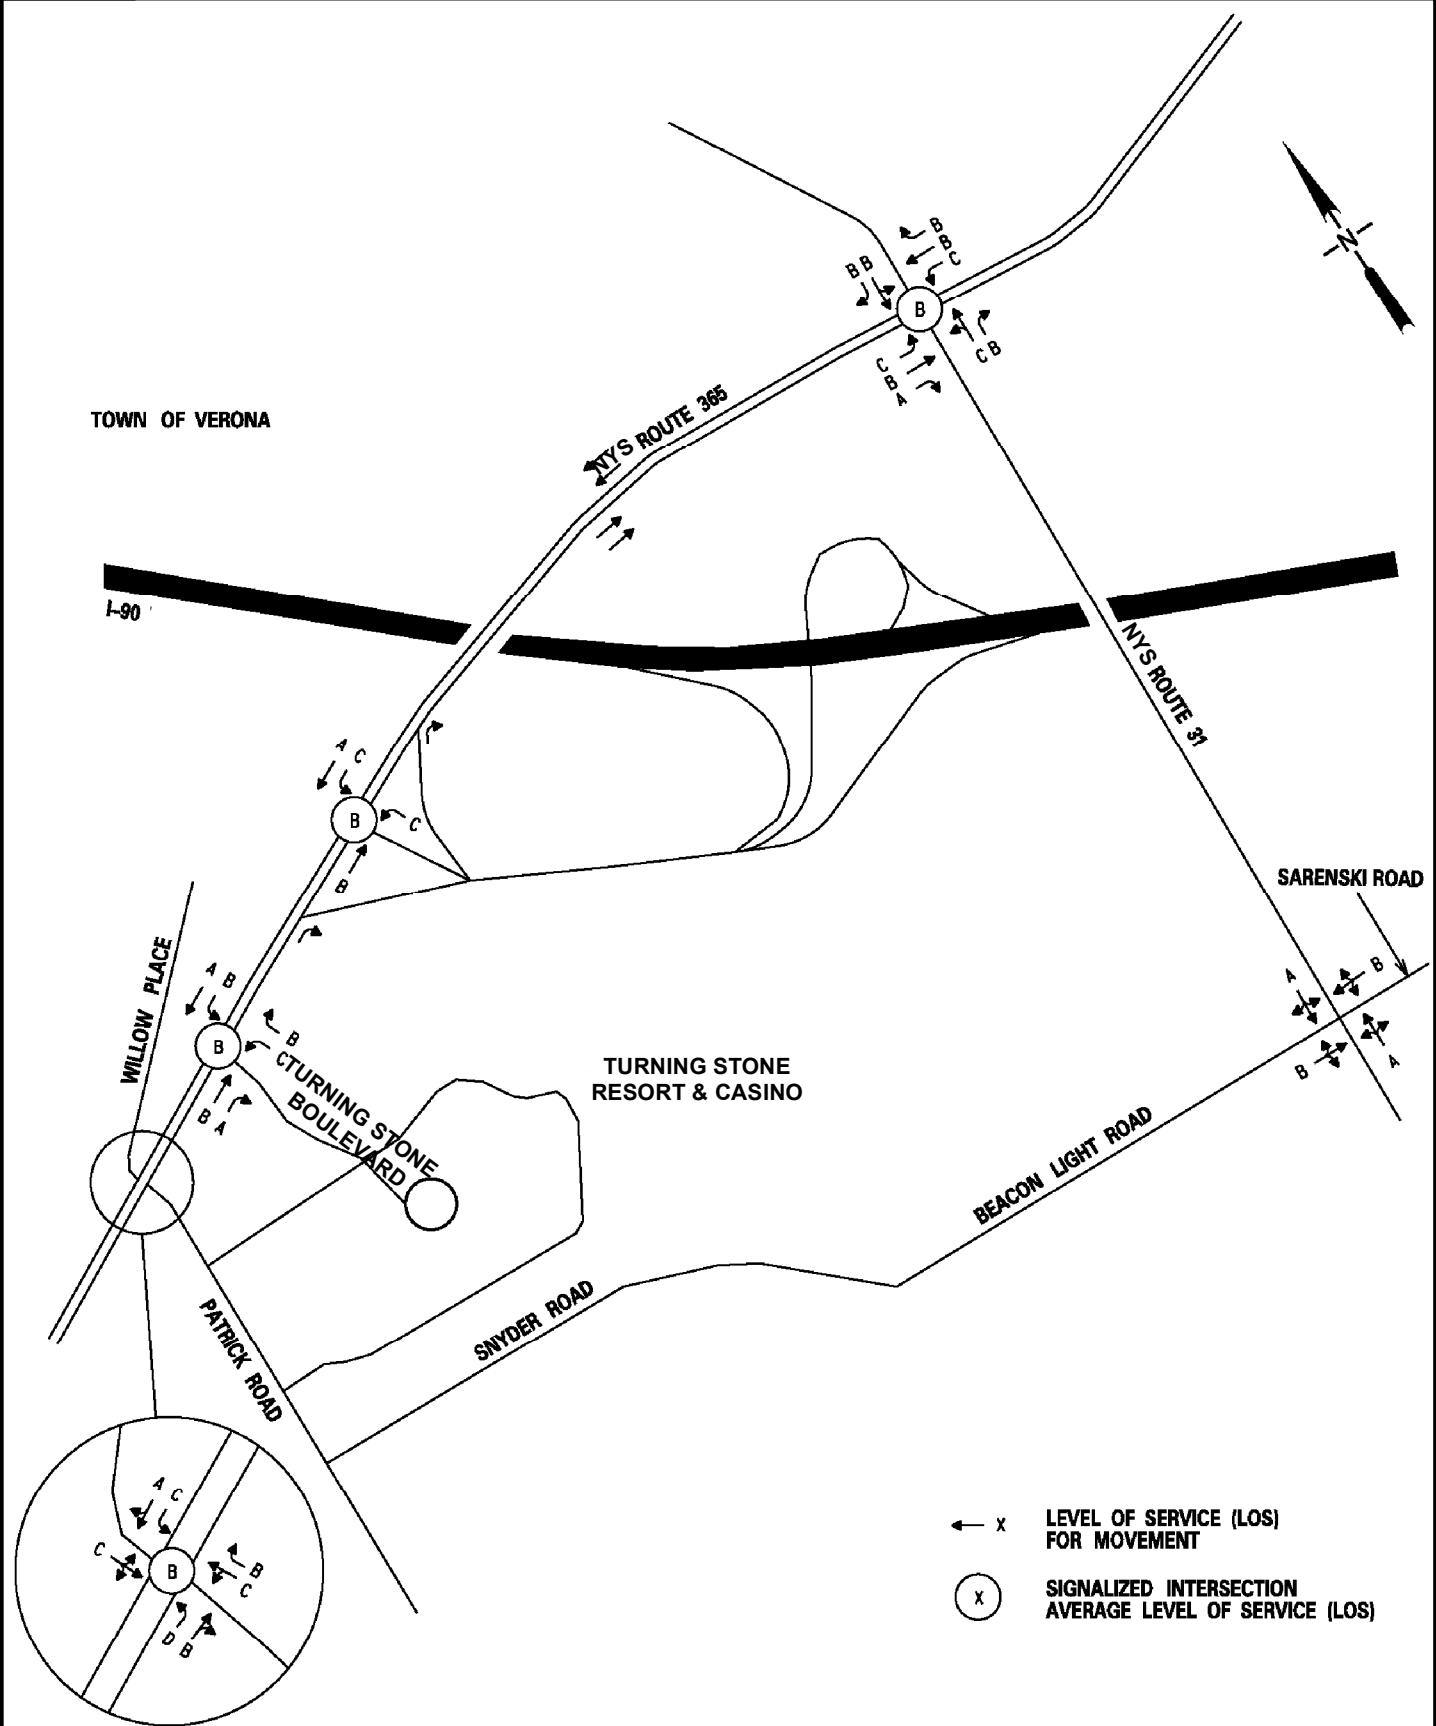 B
B
C
B B
N
B
C
B
A
C B
NYS ROUTE 365
TOWN OF VERONA
I-90
NYS ROUTE 31
A C
B
C
B
SARENSKI ROAD
WILLOW PLACE
A B
B
B
C
B A
A
B
B
A
TURNING STONE
BOULEVARD
TURNING STONE
RESORT & CASINO
BEACON LIGHT ROAD
SNYDER ROAD
PATRICK ROAD
A C
C
B
B
C
D B
X LEVEL OF SERVICE (LOS)
FOR MOVEMENT
X SIGNALIZED INTERSECTION
AVERAGE LEVEL OF SERVICE (LOS)